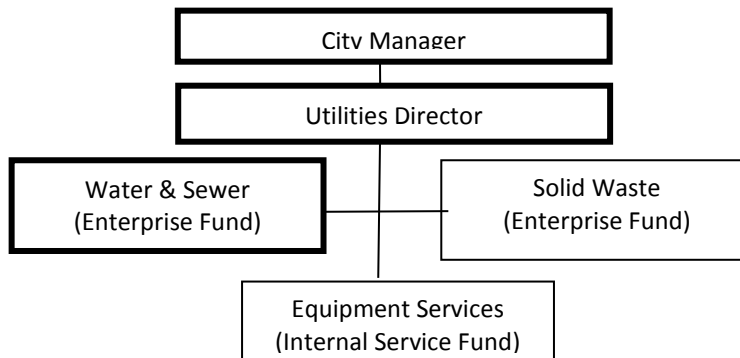 City Manager
Utilities Director
Water & Sewer
(Enterprise Fund)
Solid Waste
(Enterprise Fund)
Equipment Services
(Internal Service Fund)